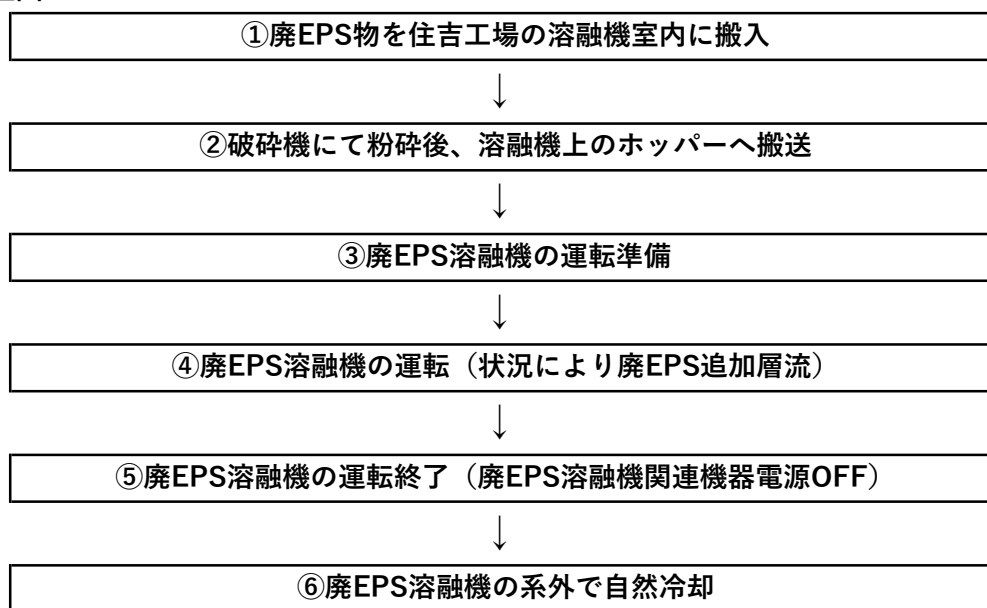 ①廃EPS物を住吉工場の溶融機室内に搬入
↓
②破砕機にて粉砕後、溶融機上のホッパーへ搬送
↓
③廃EPS溶融機の運転準備
↓
④廃EPS溶融機の運転（状況により廃EPS追加層流）
↓
⑤廃EPS溶融機の運転終了（廃EPS溶融機関連機器電源OFF）
↓
⑥廃EPS溶融機の系外で自然冷却